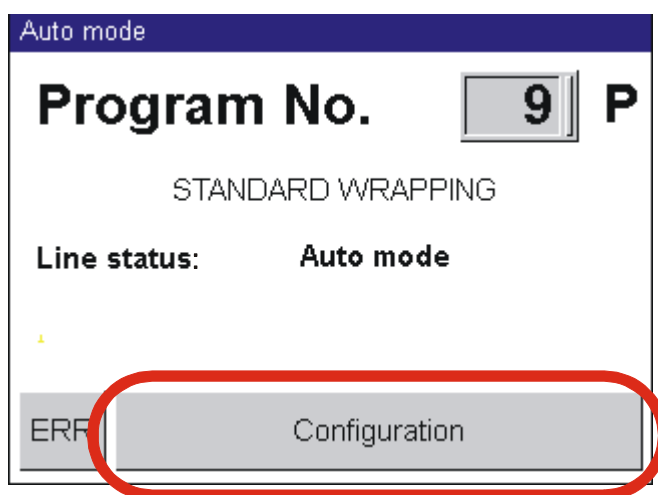 Auto mode
Program No. 9 P
STANDARD WRAPPING
Line status: Auto mode
ERR Configuration